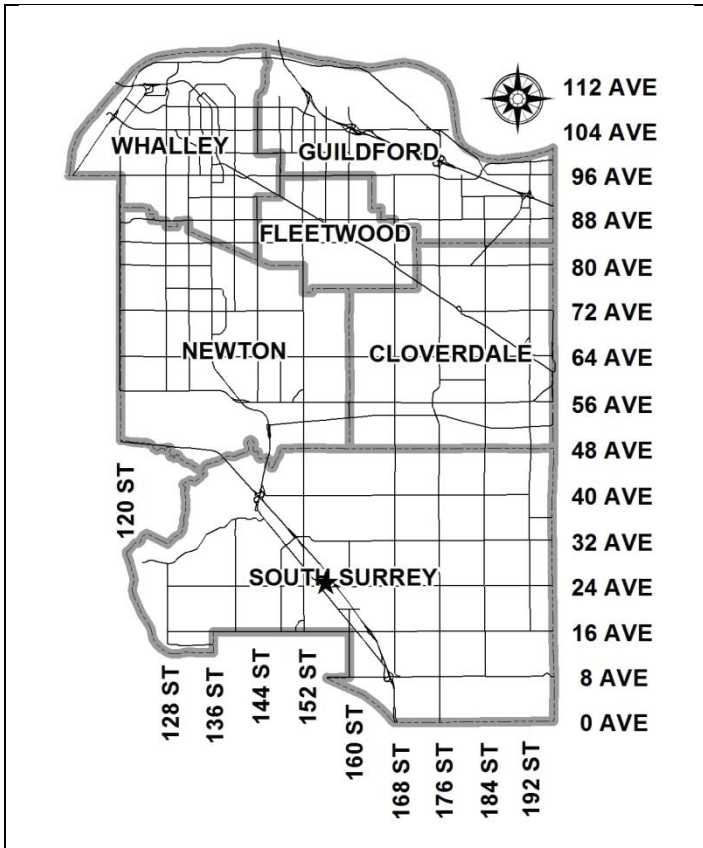 112 AVE
104 AVE
WHALLEY
GUILDFORD
96 AVE
88 AVE
FLEETWOOD
80 AVE
72 AVE
NEWTON
CLOVERDALE
64 AVE
56 AVE
48 AVE
120 ST
40 AVE
32 AVE
SOUTH SURREY
24 AVE
16 AVE
128 ST
136 ST
144 ST
152 ST
160 ST
8 AVE
0 AVE
168 ST
176 ST
184 ST
192 ST